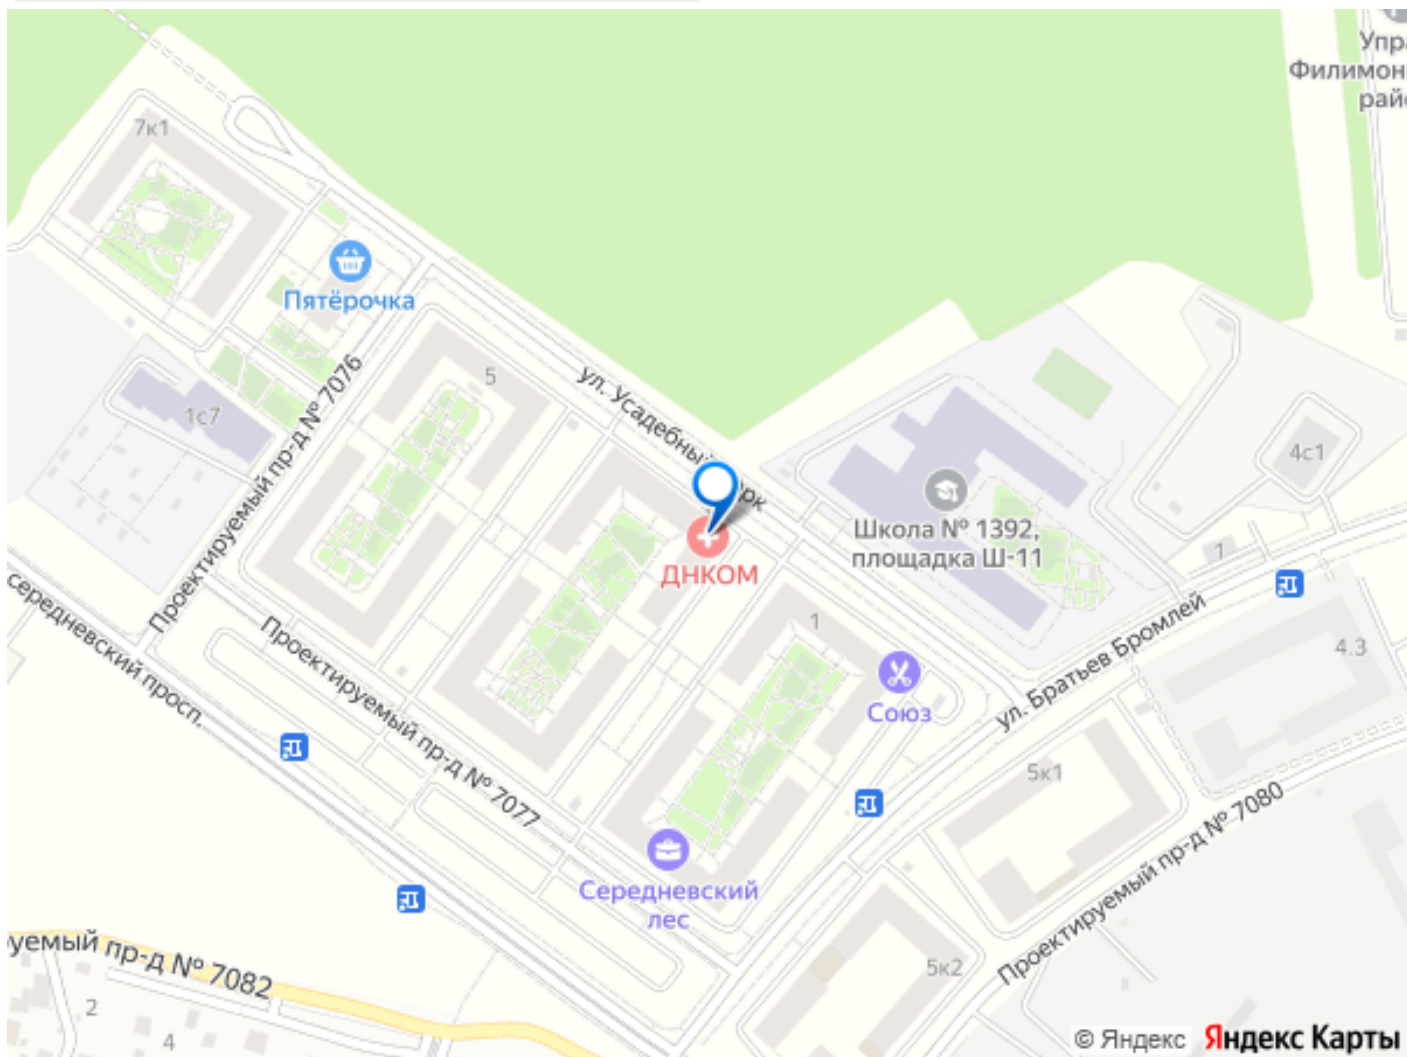 Упра
Филимон
рай
7к1
Пятёрочка
5
ул. Усадебный
рк
1с7
Проектируемый пр-д № 7076
4с1
Школа № 1392,
площадка Ш-11
ДНКОМ
7
середневский просп.
Проектируемый пр-д № 7077
1
Союз
ул. Братьев Бромлей
4.3
5к1
Проектируемый пр-д № 7080
Середневский
лес
5к2
уемый пр-д № 7082
2
4
© Яндекс Яндекс Карты